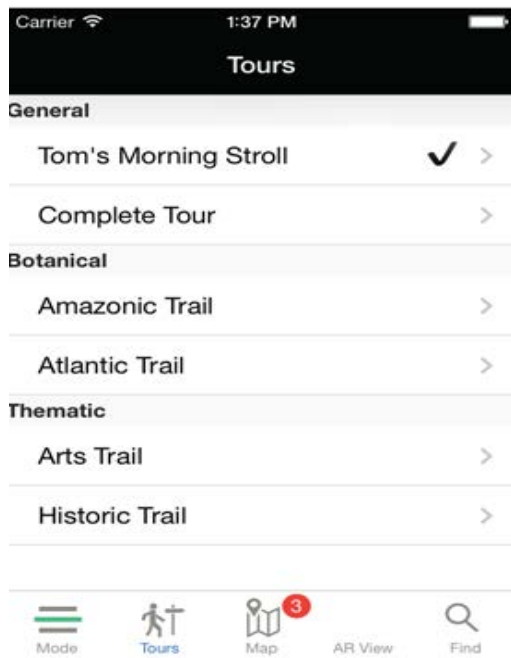 Carrier 1:37 PM
Tours
General
Tom's Morning Stroll
Complete Tour
Botanical
Amazonic Trail
Atlantic Trail
Thematic
Arts Trail
Historic Trail
3
Mode Tours Map AR View Find